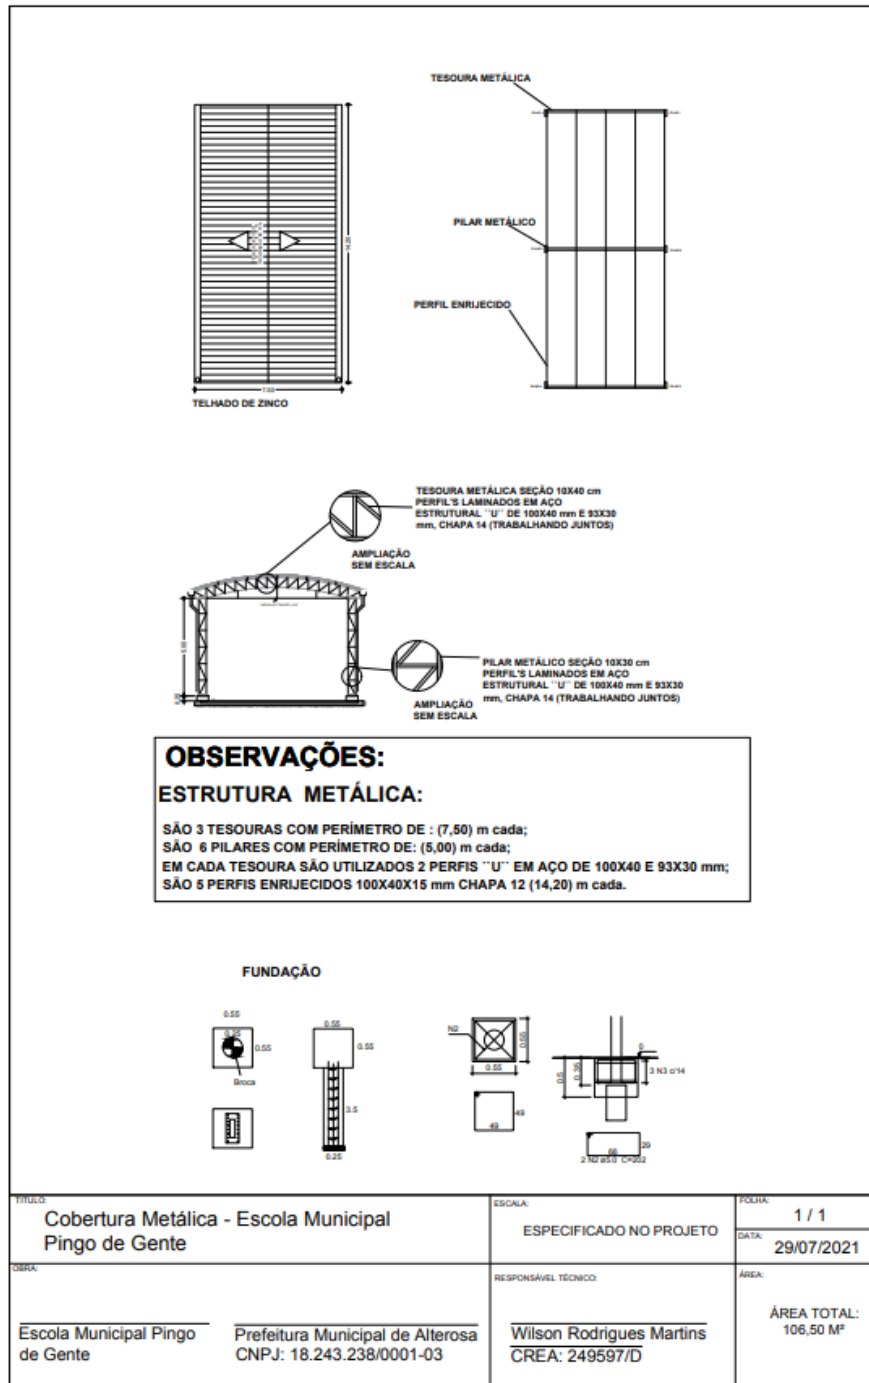 TESOURA METÁLICA
PILAR METÁLICO
PERFIL ENRIJECIDO
14.20
7.50
TELHADO DE ZINCO
TESOURA METÁLICA SEÇÃO 10X40 cm
PERFIL'S LAMINADOS EM AÇO
ESTRUTURAL ¨U¨ DE 100X40 mm E 93X30
mm, CHAPA 14 (TRABALHANDO JUNTOS)
AMPLIAÇÃO
SEM ESCALA
5.00
PILAR METÁLICO SEÇÃO 10X30 cm
PERFIL'S LAMINADOS EM AÇO
ESTRUTURAL ¨U¨ DE 100X40 mm E 93X30
mm, CHAPA 14 (TRABALHANDO JUNTOS)
AMPLIAÇÃO
SEM ESCALA
OBSERVAÇÕES:
ESTRUTURA METÁLICA:
SÃO 3 TESOURAS COM PERÍMETRO DE : (7,50) m cada;
SÃO 6 PILARES COM PERÍMETRO DE: (5,00) m cada;
EM CADA TESOURA SÃO UTILIZADOS 2 PERFIS ¨U¨ EM AÇO DE 100X40 E 93X30 mm;
SÃO 5 PERFIS ENRIJECIDOS 100X40X15 mm CHAPA 12 (14,20) m cada.
FUNDAÇÃO
0.55
0.25
0.55
Broca
0.55
0.55
3.5
0.25
N2
0.55
0.55
49
49
0
0.5
0.35
3 N3 c/14
29
66
2 N2 ø5.0 C=202
TÍTULO:
Cobertura Metálica - Escola Municipal
Pingo de Gente
ESCALA:
ESPECIFICADO NO PROJETO
FOLHA:
1 / 1
DATA:
29/07/2021
OBRA:
Escola Municipal Pingo
de Gente
Prefeitura Municipal de Alterosa
CNPJ: 18.243.238/0001-03
RESPONSÁVEL TÉCNICO:
Wilson Rodrigues Martins
CREA: 249597/D
ÁREA:
ÁREA TOTAL:
106,50 M²